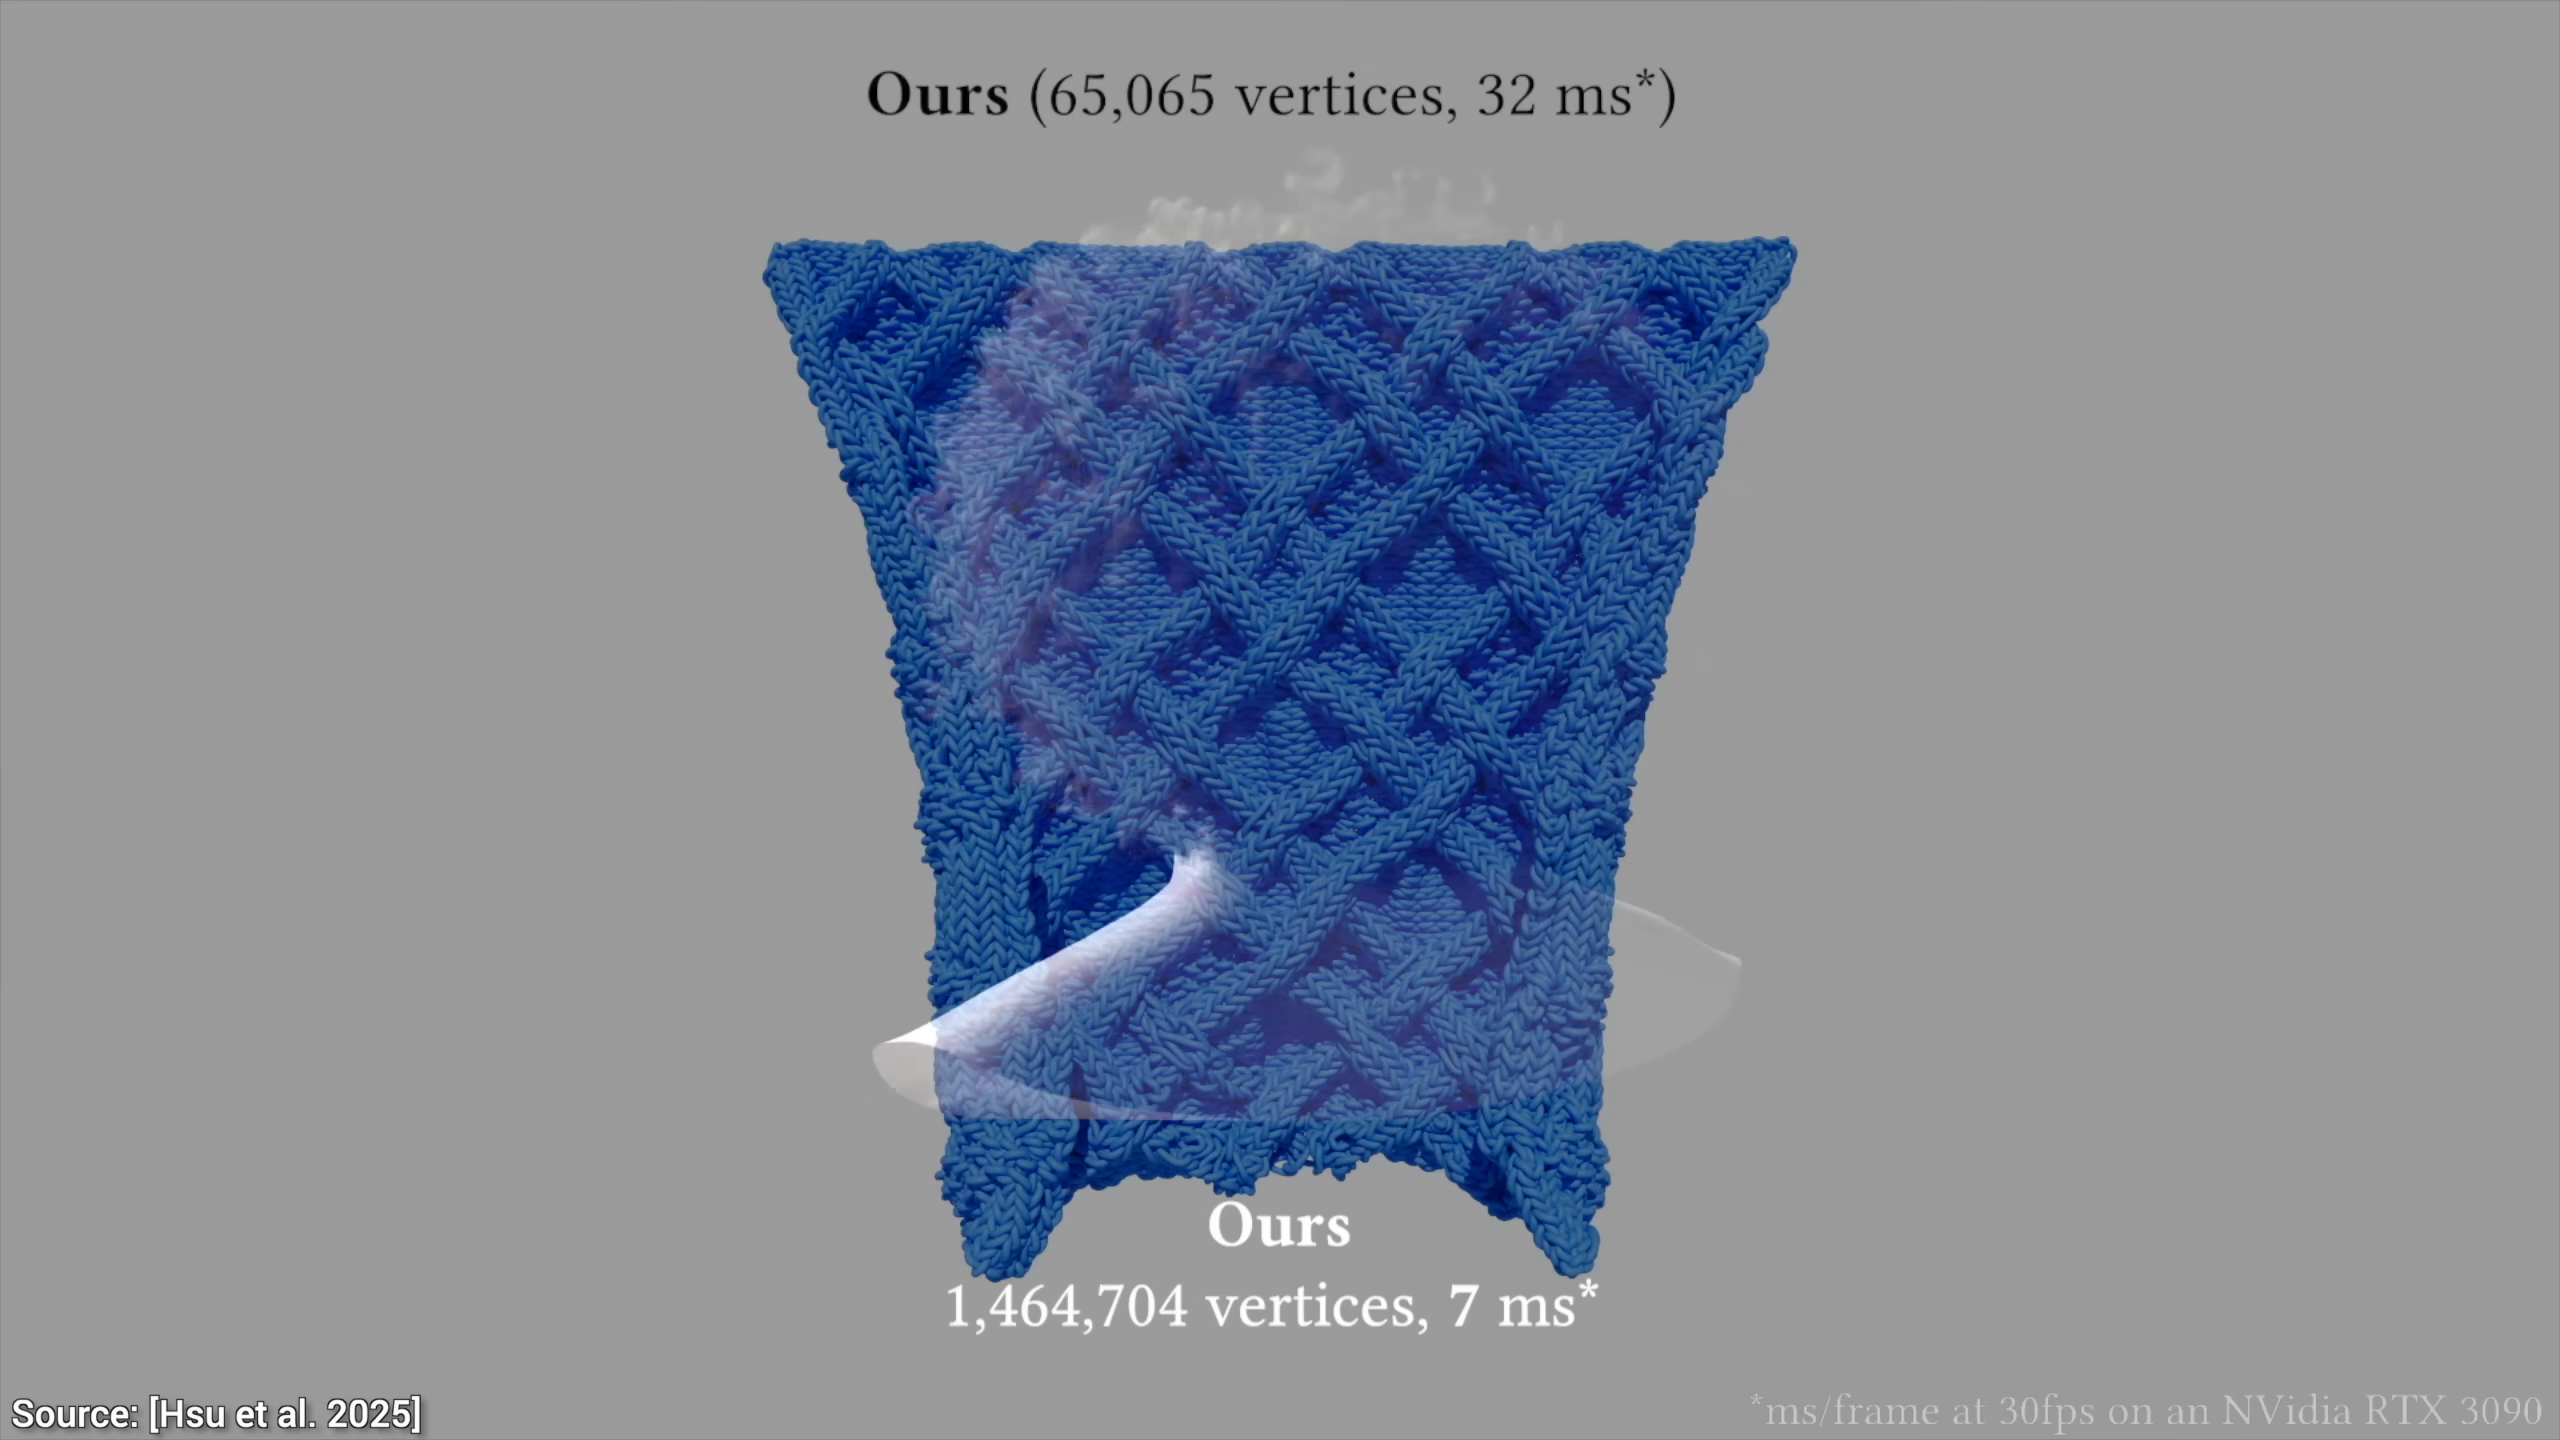 Ours (65,065 vertices, 32 ms*)
Ours
1,464,704 vertices, 7 ms*
Source: [Hsu et al. 2025]
*ms/frame at 30fps on an NVidia RTX 3090